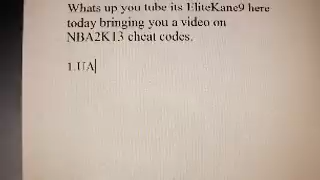 Whats up you tube its EliteKane9 here
today bringing you a video on
NBA2K13 cheat codes.
1.UA